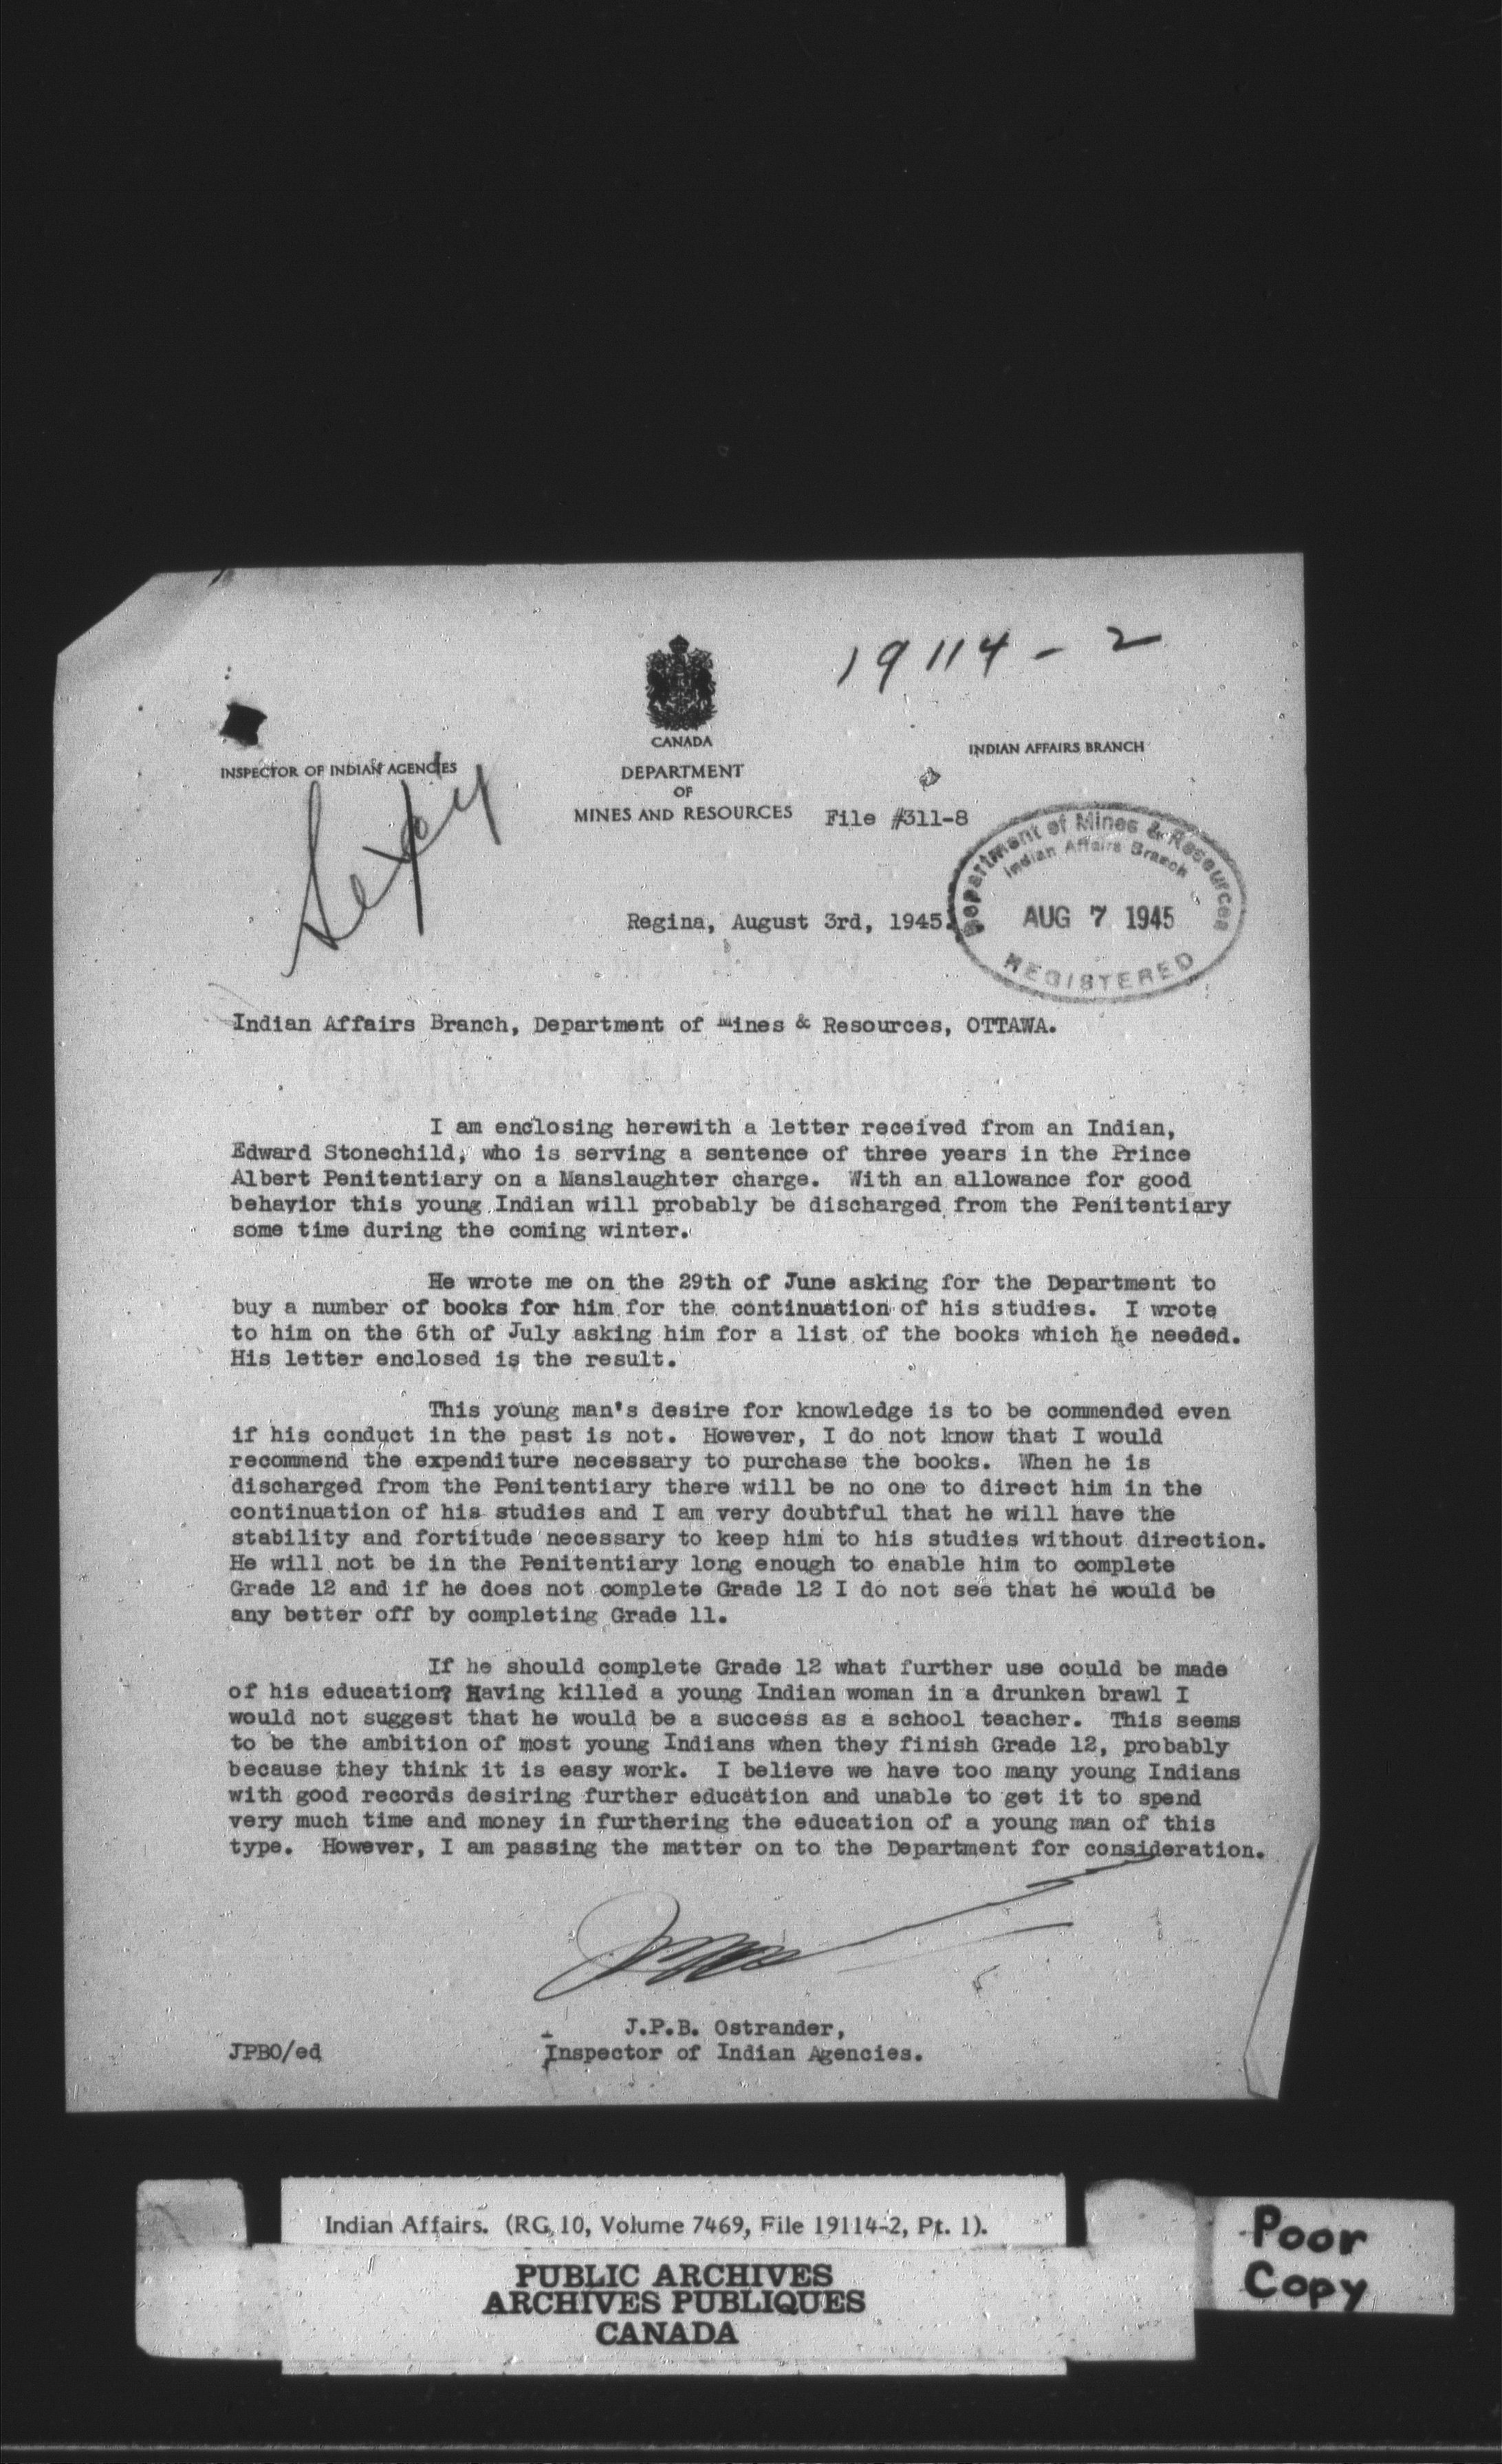 19114-2
CANADA
INDIAN AFFAIRS BRANCH
INSPECTOR OF INDIAN AGENCIES
DEPARTMENT
OF
MINES AND RESOURCES
File #311-8
Department of Mines & Resources
Indian Affairs Branch
AUG 7 1945
REGISTERED
Regina, August 3rd, 1945.
Indian Affairs Branch, Department of Mines & Resources, OTTAWA.
I am enclosing herewith a letter received from an Indian,
Edward Stonechild, who is serving a sentence of three years in the Prince
Albert Penitentiary on a Manslaughter charge. With an allowance for good
behavior this young Indian will probably be discharged from the Penitentiary
some time during the coming winter.
He wrote me on the 29th of June asking for the Department to
buy a number of books for him for the continuation of his studies. I wrote
to him on the 6th of July asking him for a list of the books which he needed.
His letter enclosed is the result.
This young man's desire for knowledge is to be commended even
if his conduct in the past is not. However, I do not know that I would
recommend the expenditure necessary to purchase the books. When he is
discharged from the Penitentiary there will be no one to direct him in the
continuation of his studies and I am very doubtful that he will have the
stability and fortitude necessary to keep him to his studies without direction.
He will not be in the Penitentiary long enough to enable him to complete
Grade 12 and if he does not complete Grade 12 I do not see that he would be
any better off by completing Grade 11.
If he should complete Grade 12 what further use could be made
of his education? Having killed a young Indian woman in a drunken brawl I
would not suggest that he would be a success as a school teacher. This seems
to be the ambition of most young Indians when they finish Grade 12, probably
because they think it is easy work. I believe we have too many young Indians
with good records desiring further education and unable to get it to spend
very much time and money in furthering the education of a young man of this
type. However, I am passing the matter on to the Department for consideration.
J.P.B. Ostrander,
Inspector of Indian Agencies.
JPBO/ed
Indian Affairs. (RG 10, Volume 7469, File 19114-2, Pt. 1).
PUBLIC ARCHIVES
ARCHIVES PUBLIQUES
CANADA
Poor
Copy